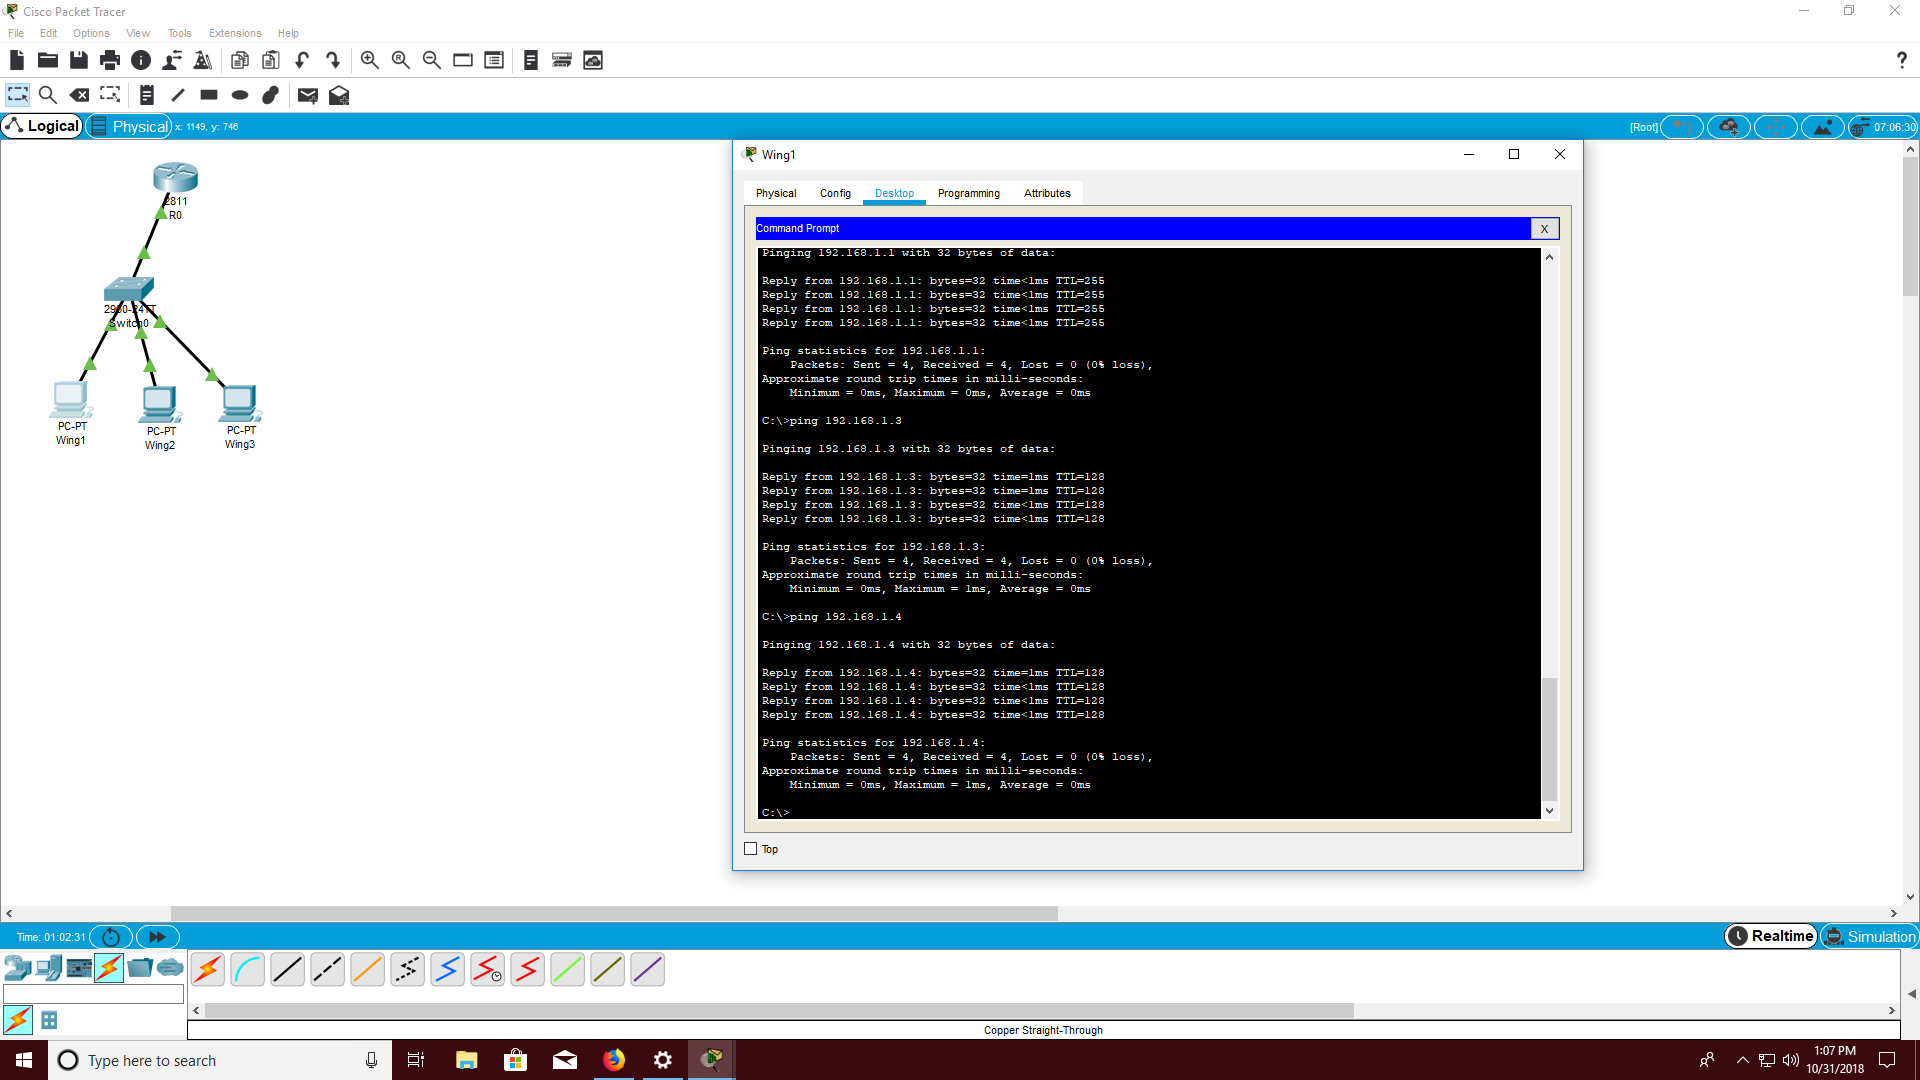 Cisco Packet Tracer
File Edit Options View Tools Extensions Help
Logical
Physical
x: 1149, y: 746
[Root]
07:06:30
2811
R0
2950-24TT
Switch0
PC-PT
Wing1
PC-PT
Wing2
PC-PT
Wing3
Wing1
Physical Config Desktop Programming Attributes
Command Prompt
X
Pinging 192.168.1.1 with 32 bytes of data:
Reply from 192.168.1.1: bytes=32 time<1ms TTL=255
Reply from 192.168.1.1: bytes=32 time<1ms TTL=255
Reply from 192.168.1.1: bytes=32 time<1ms TTL=255
Reply from 192.168.1.1: bytes=32 time<1ms TTL=255
Ping statistics for 192.168.1.1:
Packets: Sent = 4, Received = 4, Lost = 0 (0% loss),
Approximate round trip times in milli-seconds:
Minimum = 0ms, Maximum = 0ms, Average = 0ms
C:\>ping 192.168.1.3
Pinging 192.168.1.3 with 32 bytes of data:
Reply from 192.168.1.3: bytes=32 time=1ms TTL=128
Reply from 192.168.1.3: bytes=32 time<1ms TTL=128
Reply from 192.168.1.3: bytes=32 time<1ms TTL=128
Reply from 192.168.1.3: bytes=32 time<1ms TTL=128
Ping statistics for 192.168.1.3:
Packets: Sent = 4, Received = 4, Lost = 0 (0% loss),
Approximate round trip times in milli-seconds:
Minimum = 0ms, Maximum = 1ms, Average = 0ms
C:\>ping 192.168.1.4
Pinging 192.168.1.4 with 32 bytes of data:
Reply from 192.168.1.4: bytes=32 time=1ms TTL=128
Reply from 192.168.1.4: bytes=32 time<1ms TTL=128
Reply from 192.168.1.4: bytes=32 time<1ms TTL=128
Reply from 192.168.1.4: bytes=32 time<1ms TTL=128
Ping statistics for 192.168.1.4:
Packets: Sent = 4, Received = 4, Lost = 0 (0% loss),
Approximate round trip times in milli-seconds:
Minimum = 0ms, Maximum = 1ms, Average = 0ms
C:\>
Top
Time: 01:02:31
Realtime
Simulation
Copper Straight-Through
Type here to search
1:07 PM
10/31/2018